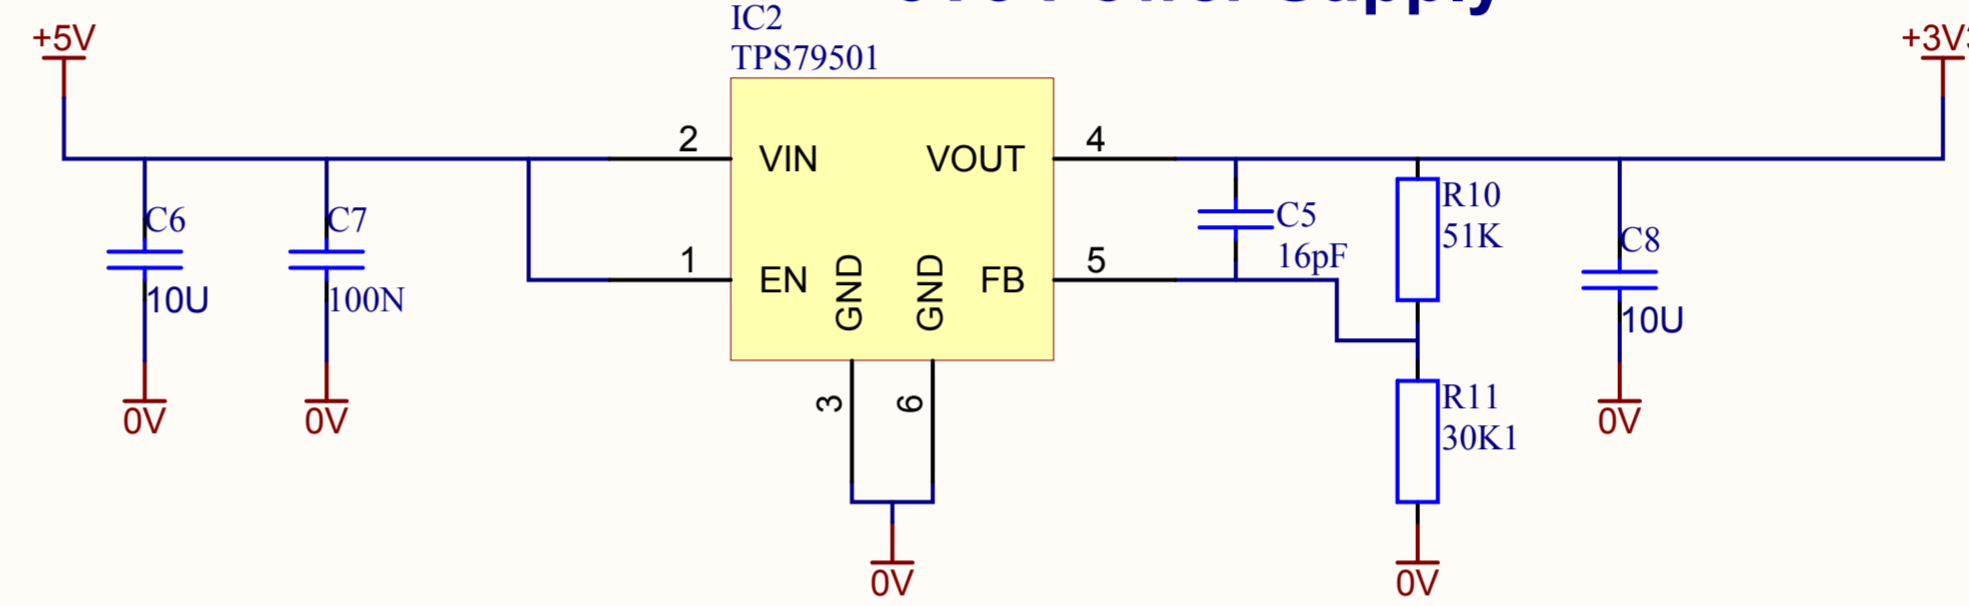 IC2
TPS79501
+5V
2
VIN
VOUT
4
1
EN
GND
GND
FB
5
3
6
0V
C6
10U
0V
C7
100N
0V
C5
16pF
R10
51K
R11
30K1
0V
C8
10U
0V